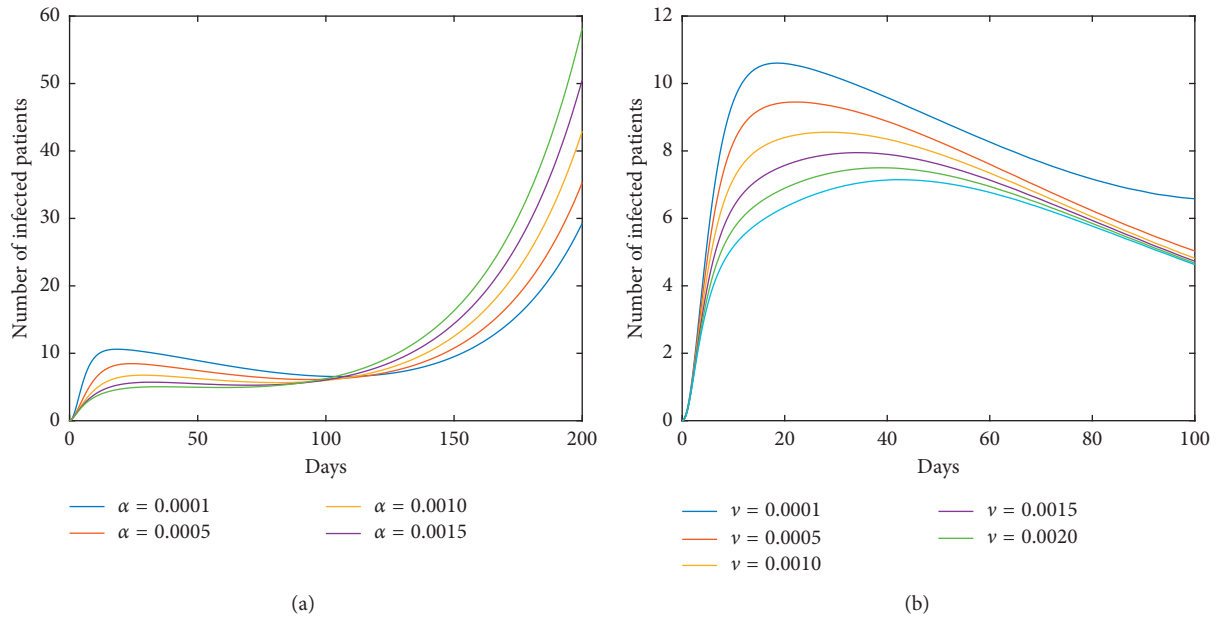 Number of infected patients
60
50
40
30
20
10
0
0 50 100 150 200
Days
α = 0.0001
α = 0.0005
α = 0.0010
α = 0.0015
(a)
Number of infected patients
12
10
8
6
4
2
0
0 20 40 60 80 100
Days
ν = 0.0001
ν = 0.0005
ν = 0.0010
ν = 0.0015
ν = 0.0020
(b)